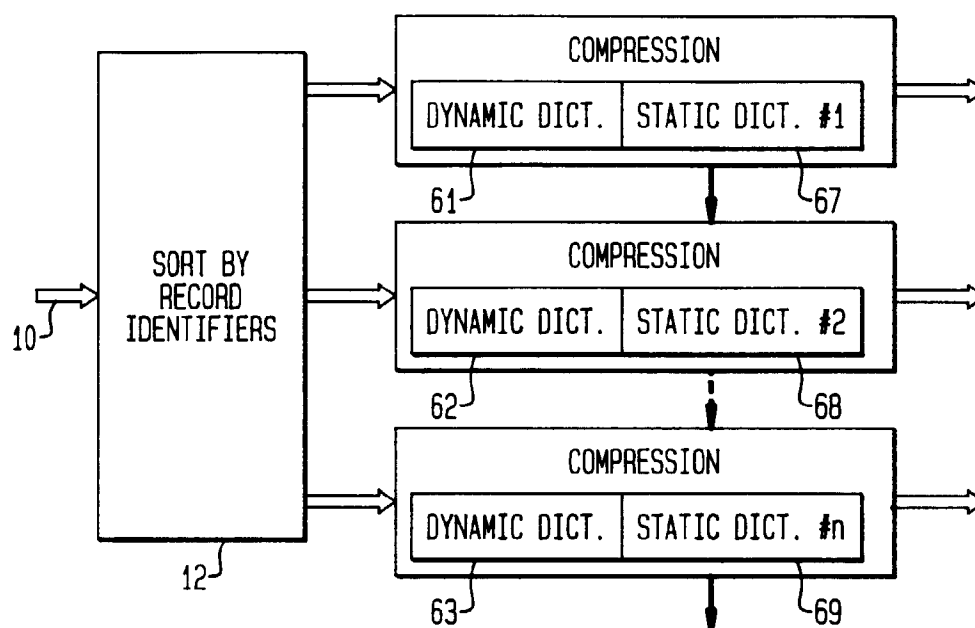 COMPRESSION
DYNAMIC DICT. STATIC DICT. #1
61 67
SORT BY
RECORD
IDENTIFIERS
10
12
COMPRESSION
DYNAMIC DICT. STATIC DICT. #2
62 68
COMPRESSION
DYNAMIC DICT. STATIC DICT. #n
63 69